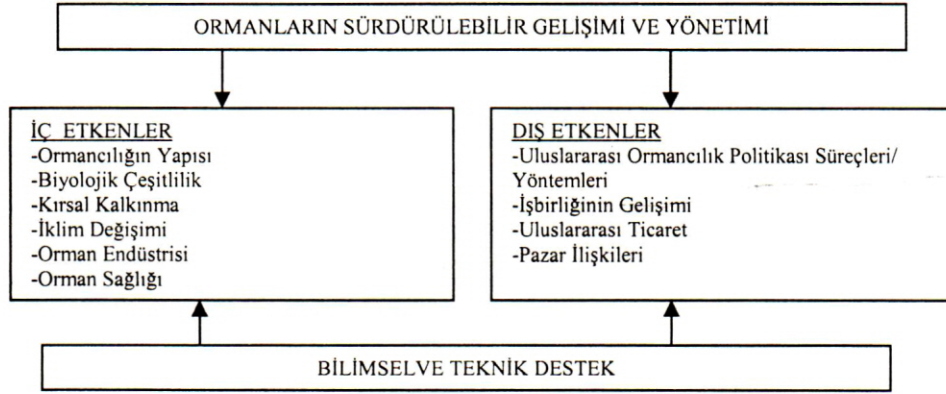 ORMANLARIN SÜRDÜRÜLEBİLİR GELİŞİMİ VE YÖNETİMİ
İÇ ETKENLER
-Ormancılığın Yapısı
-Biyolojik Çeşitlilik
-Kırsal Kalkınma
-İklim Değişimi
-Orman Endüstrisi
-Orman Sağlığı
DIŞ ETKENLER
-Uluslararası Ormancılık Politikası Süreçleri/
Yöntemleri
-İşbirliğinin Gelişimi
-Uluslararası Ticaret
-Pazar İlişkileri
BİLİMSELVE TEKNİK DESTEK